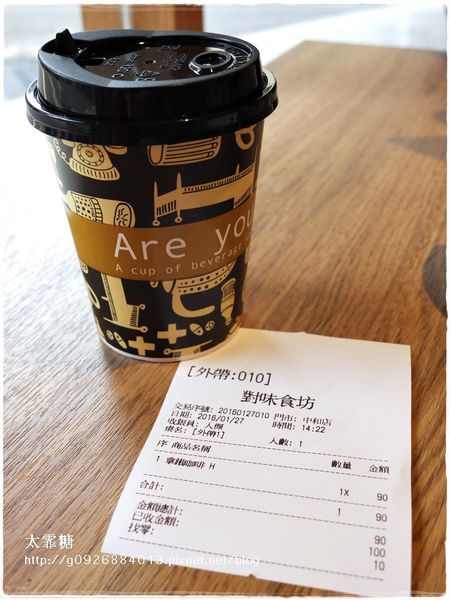 Are you
A cup of beverage
[外帶:010]
對味食坊
交易序號: 20160127010 門市: 中和店
日期: 2016/01/27 時間: 14:22
收銀員: 人傑 人數: 1
桌名: [外帶1]
序 商品名稱 數量 金額
1 拿鐵咖啡 H
1X 90
合計: 1 90
金額總計: 90
已收金額: 100
找零: 10
太霏糖
http://g0926884013.pixnet.net/blog